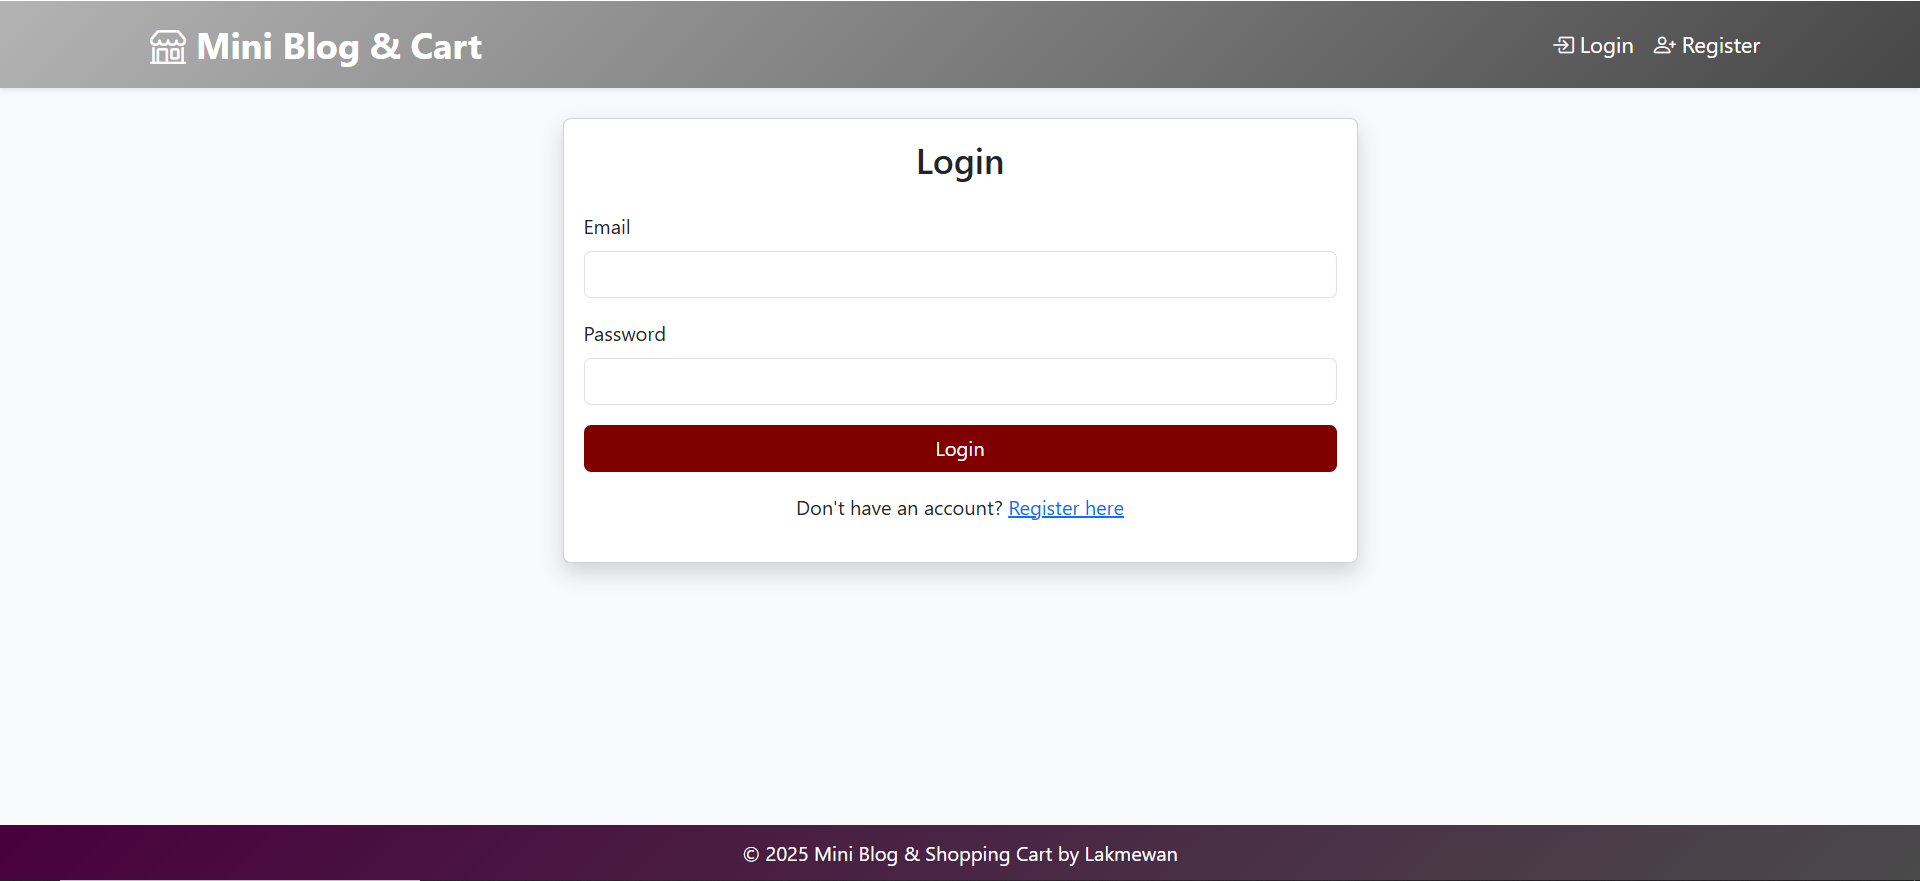 Mini Blog & Cart
Login
Register
Login
Email
Password
Login
Don't have an account? Register here
© 2025 Mini Blog & Shopping Cart by Lakmewan